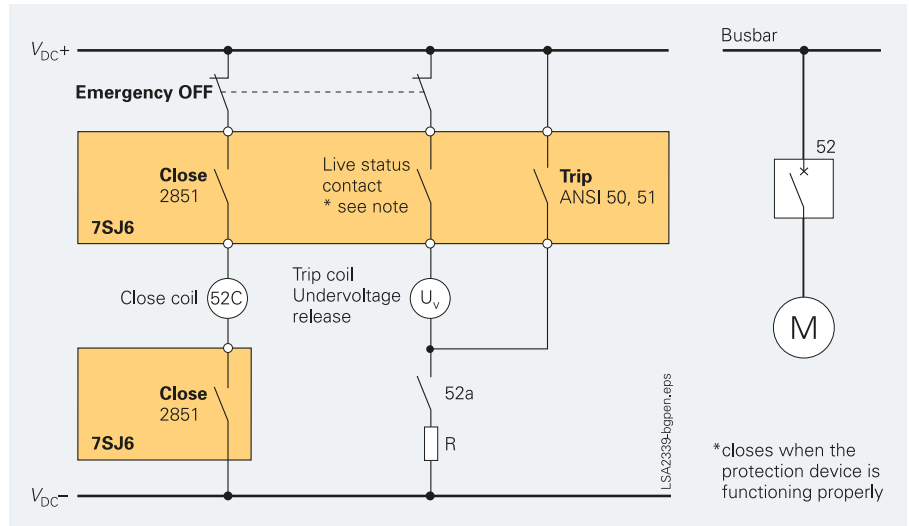 V_DC+
Busbar
Emergency OFF
52
Close
2851
Live status
contact
* see note
Trip
ANSI 50, 51
7SJ6
Close coil
52C
Trip coil
Undervoltage
release
U_v
M
Close
2851
7SJ6
52a
R
LSA2339-bgpen.eps
*closes when the
protection device is
functioning properly
V_DC–